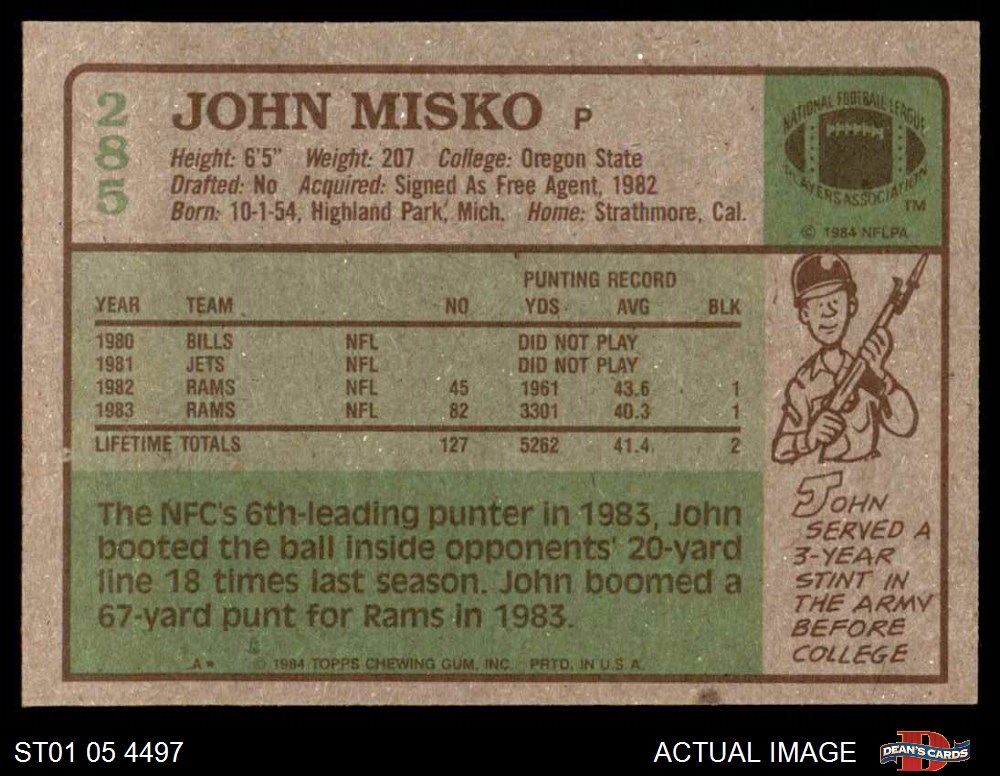 285
JOHN MISKO P
Height: 6'5" Weight: 207 College: Oregon State
Drafted: No Acquired: Signed As Free Agent, 1982
Born: 10-1-54, Highland Park, Mich. Home: Strathmore, Cal.
NATIONAL FOOTBALL LEAGUE
PLAYERS ASSOCIATION
TM
© 1984 NFLPA
PUNTING RECORD
YEAR TEAM NO YDS AVG BLK
1980 BILLS NFL DID NOT PLAY
1981 JETS NFL DID NOT PLAY
1982 RAMS NFL 45 1961 43.6 1
1983 RAMS NFL 82 3301 40.3 1
LIFETIME TOTALS 127 5262 41.4 2
The NFC's 6th-leading punter in 1983, John
booted the ball inside opponents' 20-yard
line 18 times last season. John boomed a
67-yard punt for Rams in 1983.
A* © 1984 TOPPS CHEWING GUM, INC. PRTD. IN U.S.A.
JOHN
SERVED A
3-YEAR
STINT IN
THE ARMY
BEFORE
COLLEGE
ST01 05 4497
ACTUAL IMAGE
D
DEAN'S CARDS